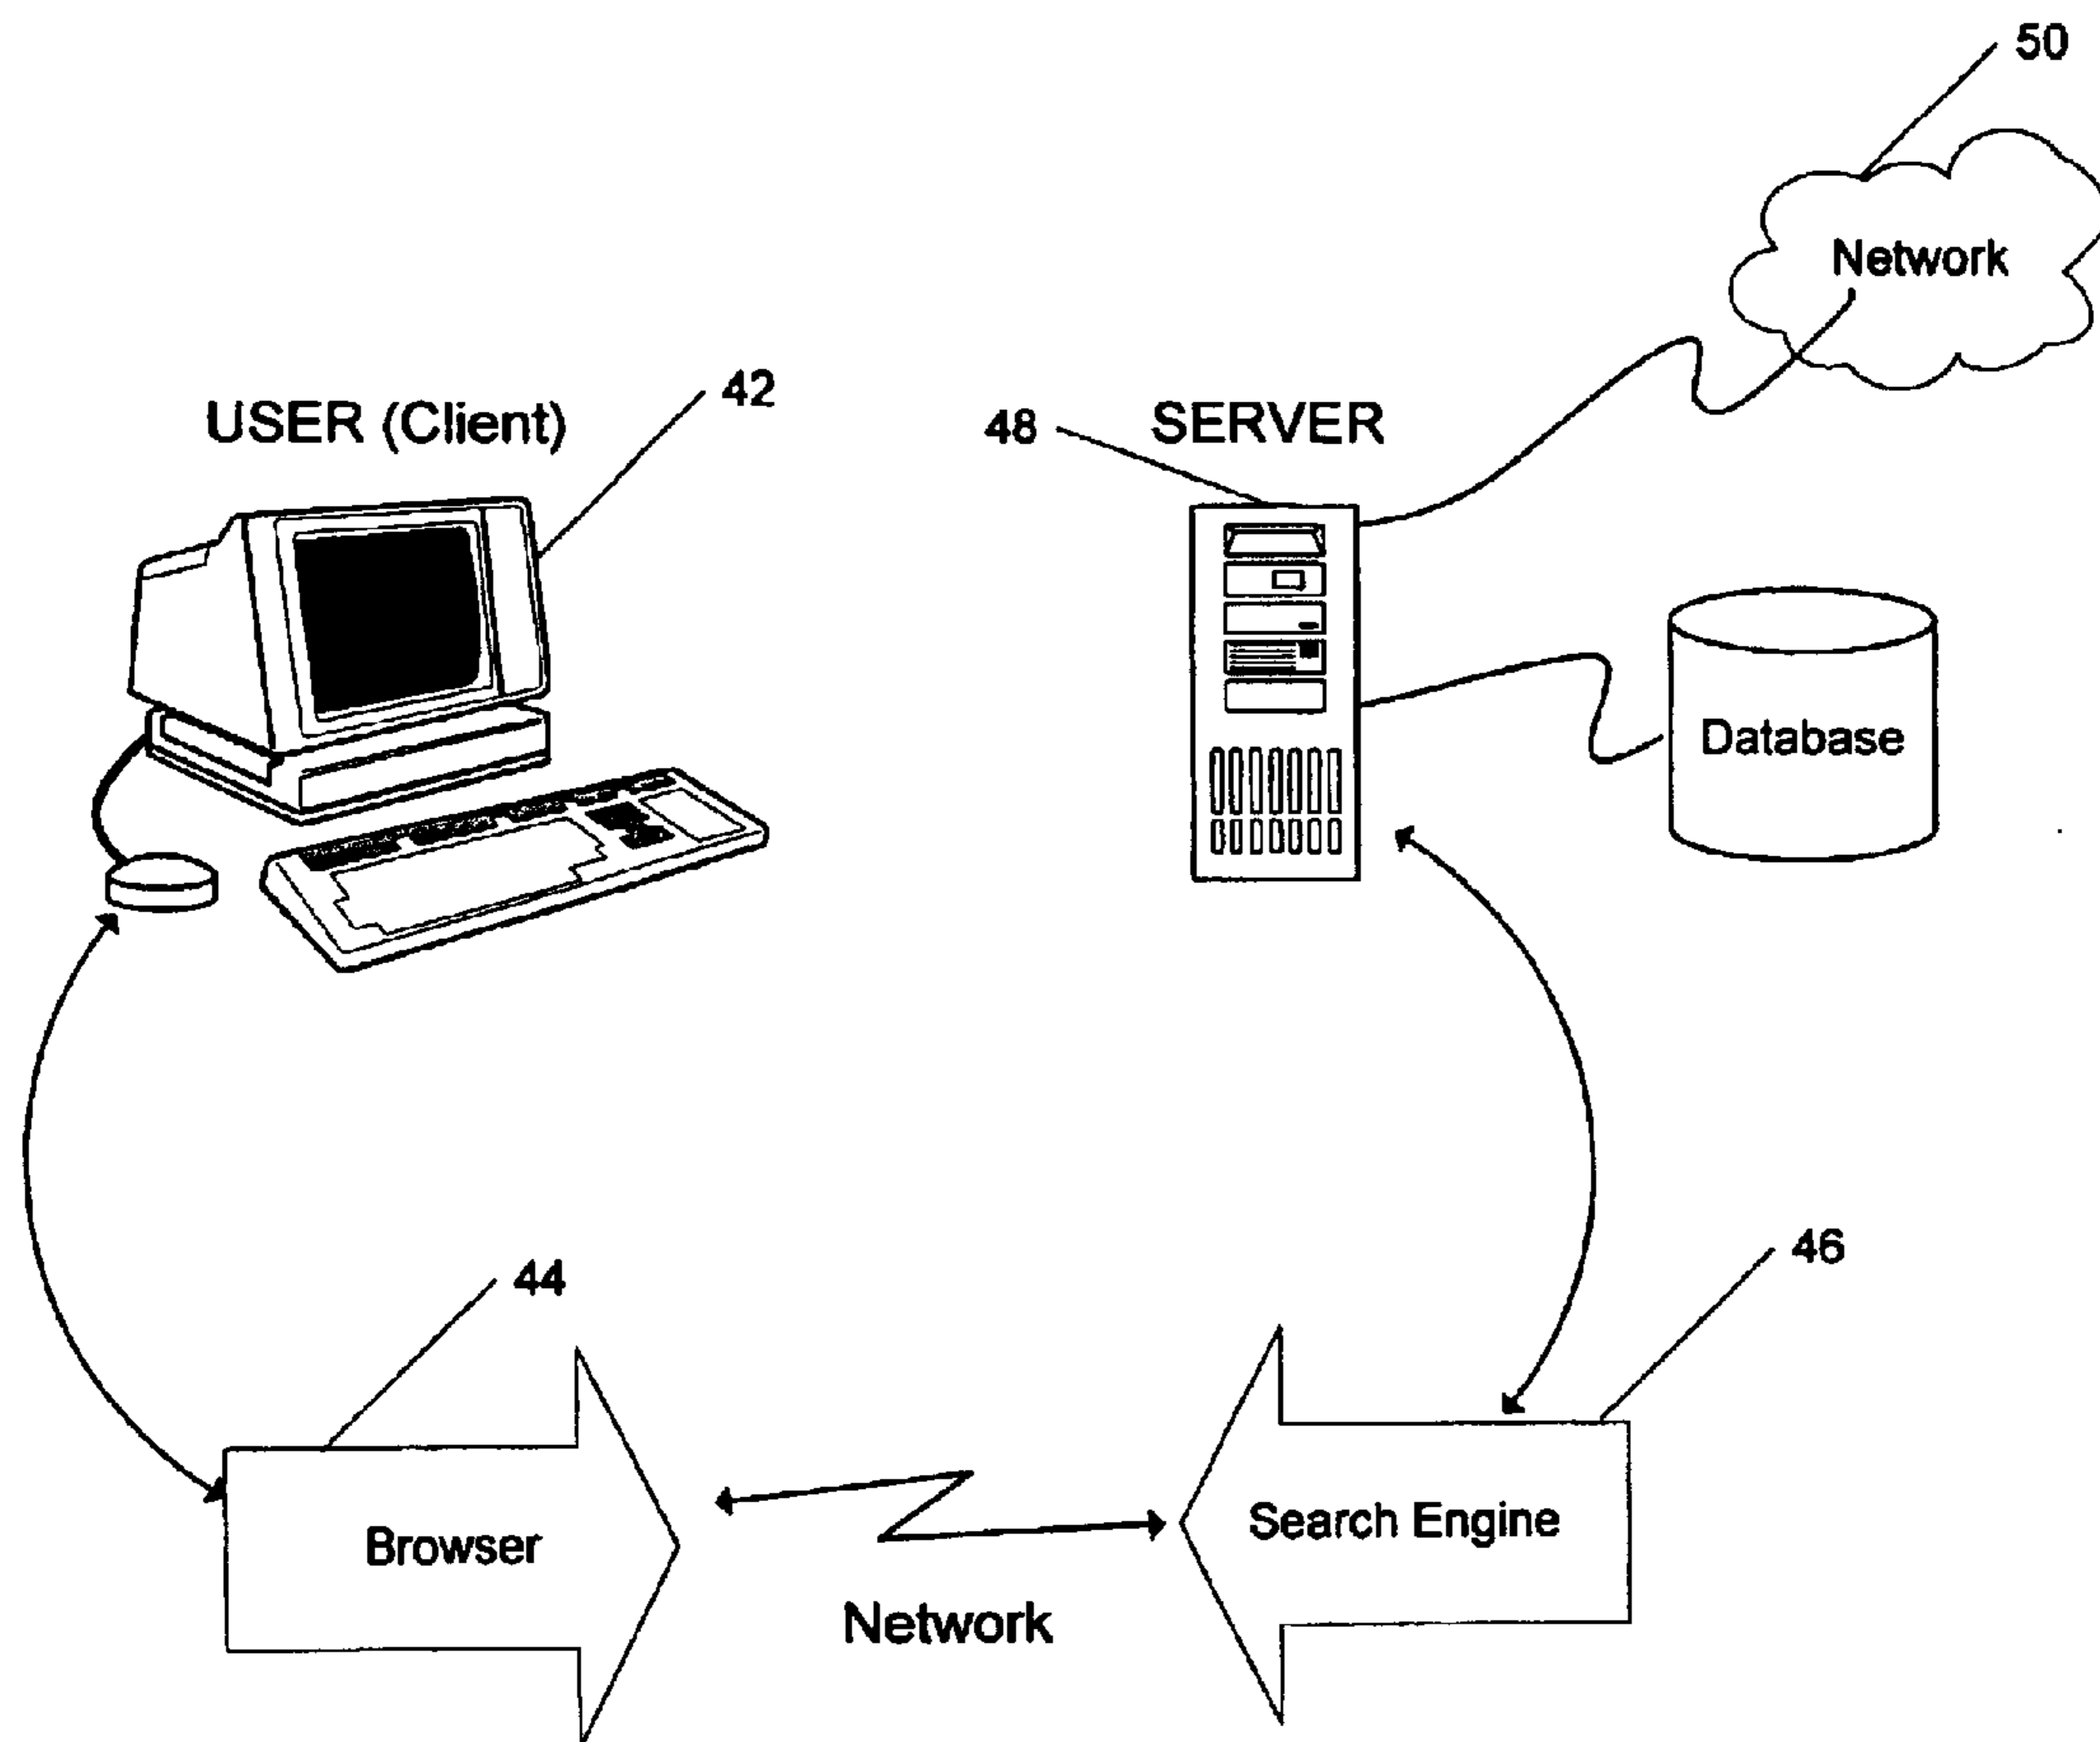 50
Network
42
USER (Client)
48
SERVER
Database
46
44
Search Engine
Browser
Network